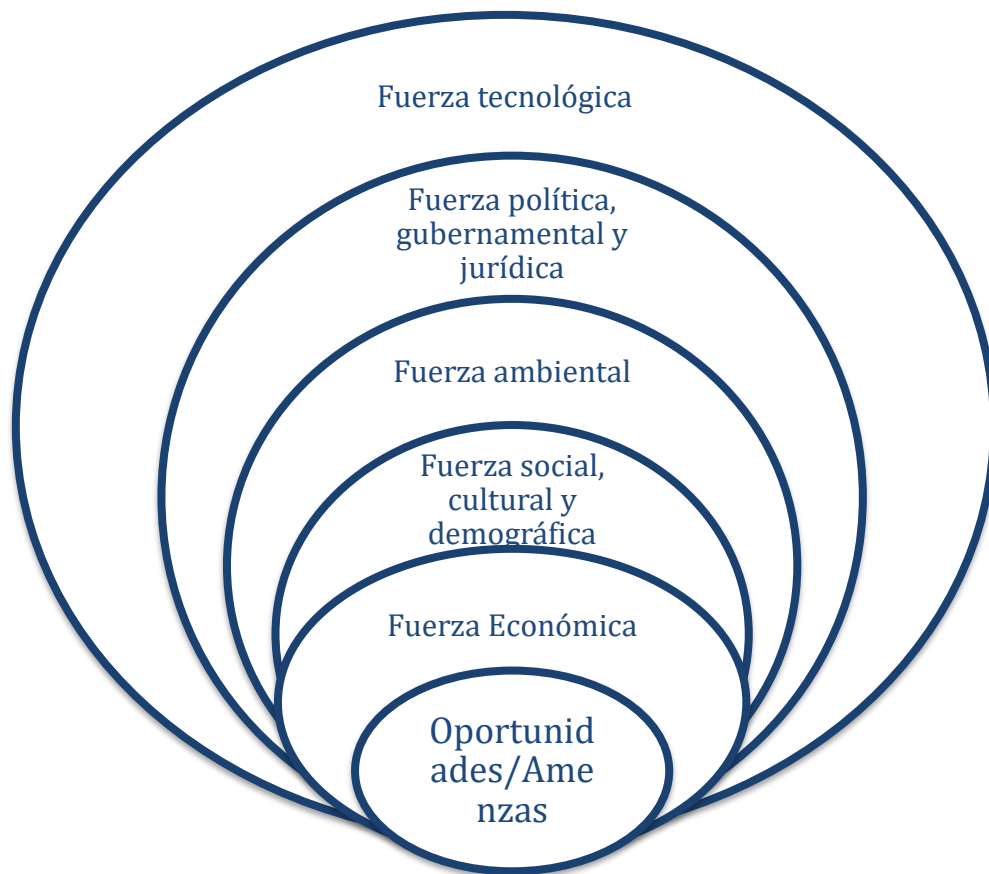 Fuerza tecnológica
Fuerza política,
gubernamental y
jurídica
Fuerza ambiental
Fuerza social,
cultural y
demográfica
Fuerza Económica
Oportunid
ades/Ame
nzas